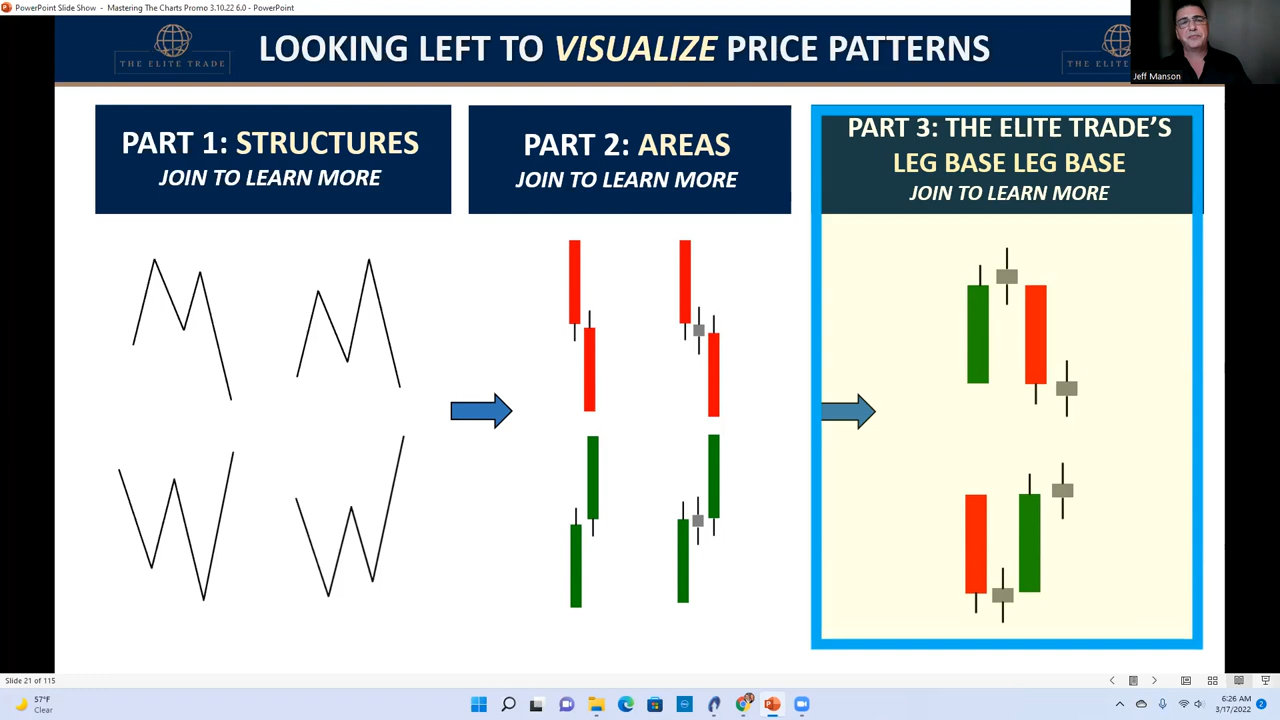 PowerPoint Slide Show - Mastering The Charts Promo 3.10.22 6.0 - PowerPoint
LOOKING LEFT TO VISUALIZE PRICE PATTERNS
THE ELITE TRADE
THE ELITE
Jeff Manson
PART 1: STRUCTURES
JOIN TO LEARN MORE
PART 2: AREAS
JOIN TO LEARN MORE
PART 3: THE ELITE TRADE'S
LEG BASE LEG BASE
JOIN TO LEARN MORE
Slide 21 of 115
57°F
Clear
6:26 AM
3/17/2022